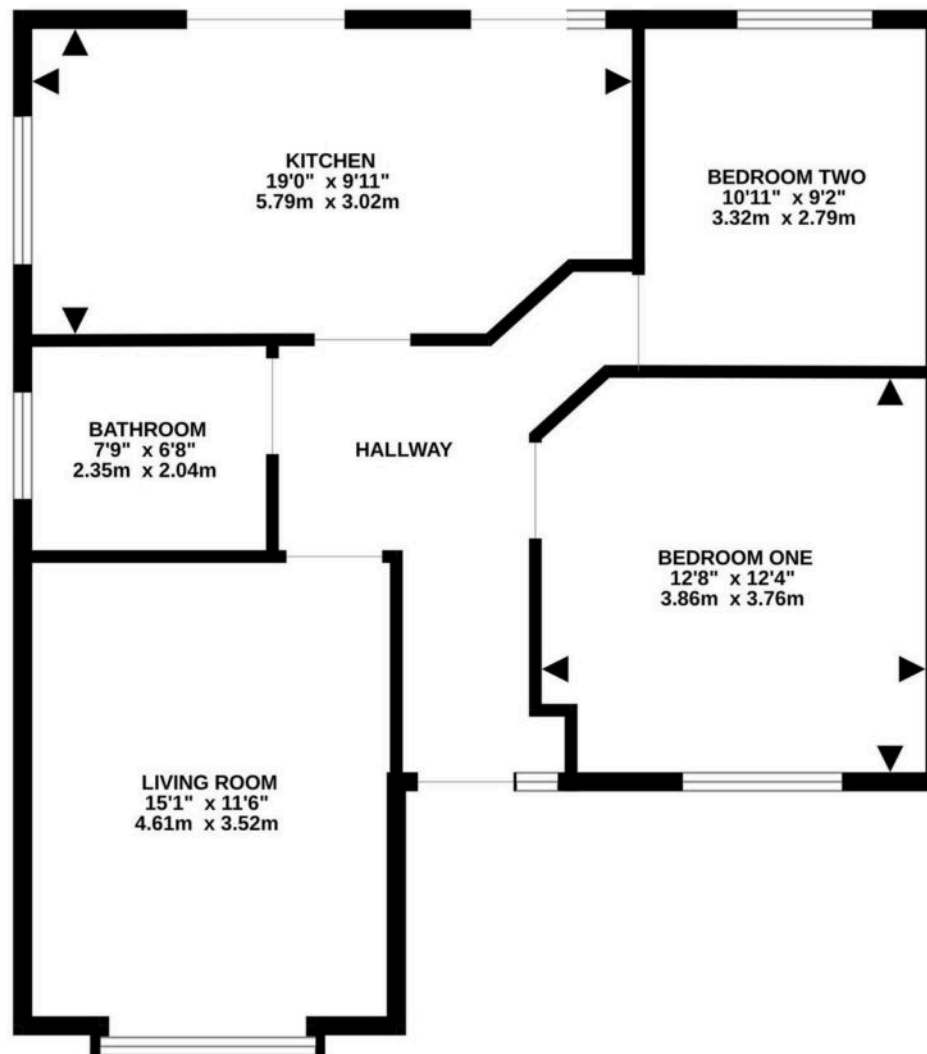 KITCHEN
19'0" x 9'11"
5.79m x 3.02m
BEDROOM TWO
10'11" x 9'2"
3.32m x 2.79m
BATHROOM
7'9" x 6'8"
2.35m x 2.04m
HALLWAY
BEDROOM ONE
12'8" x 12'4"
3.86m x 3.76m
LIVING ROOM
15'1" x 11'6"
4.61m x 3.52m